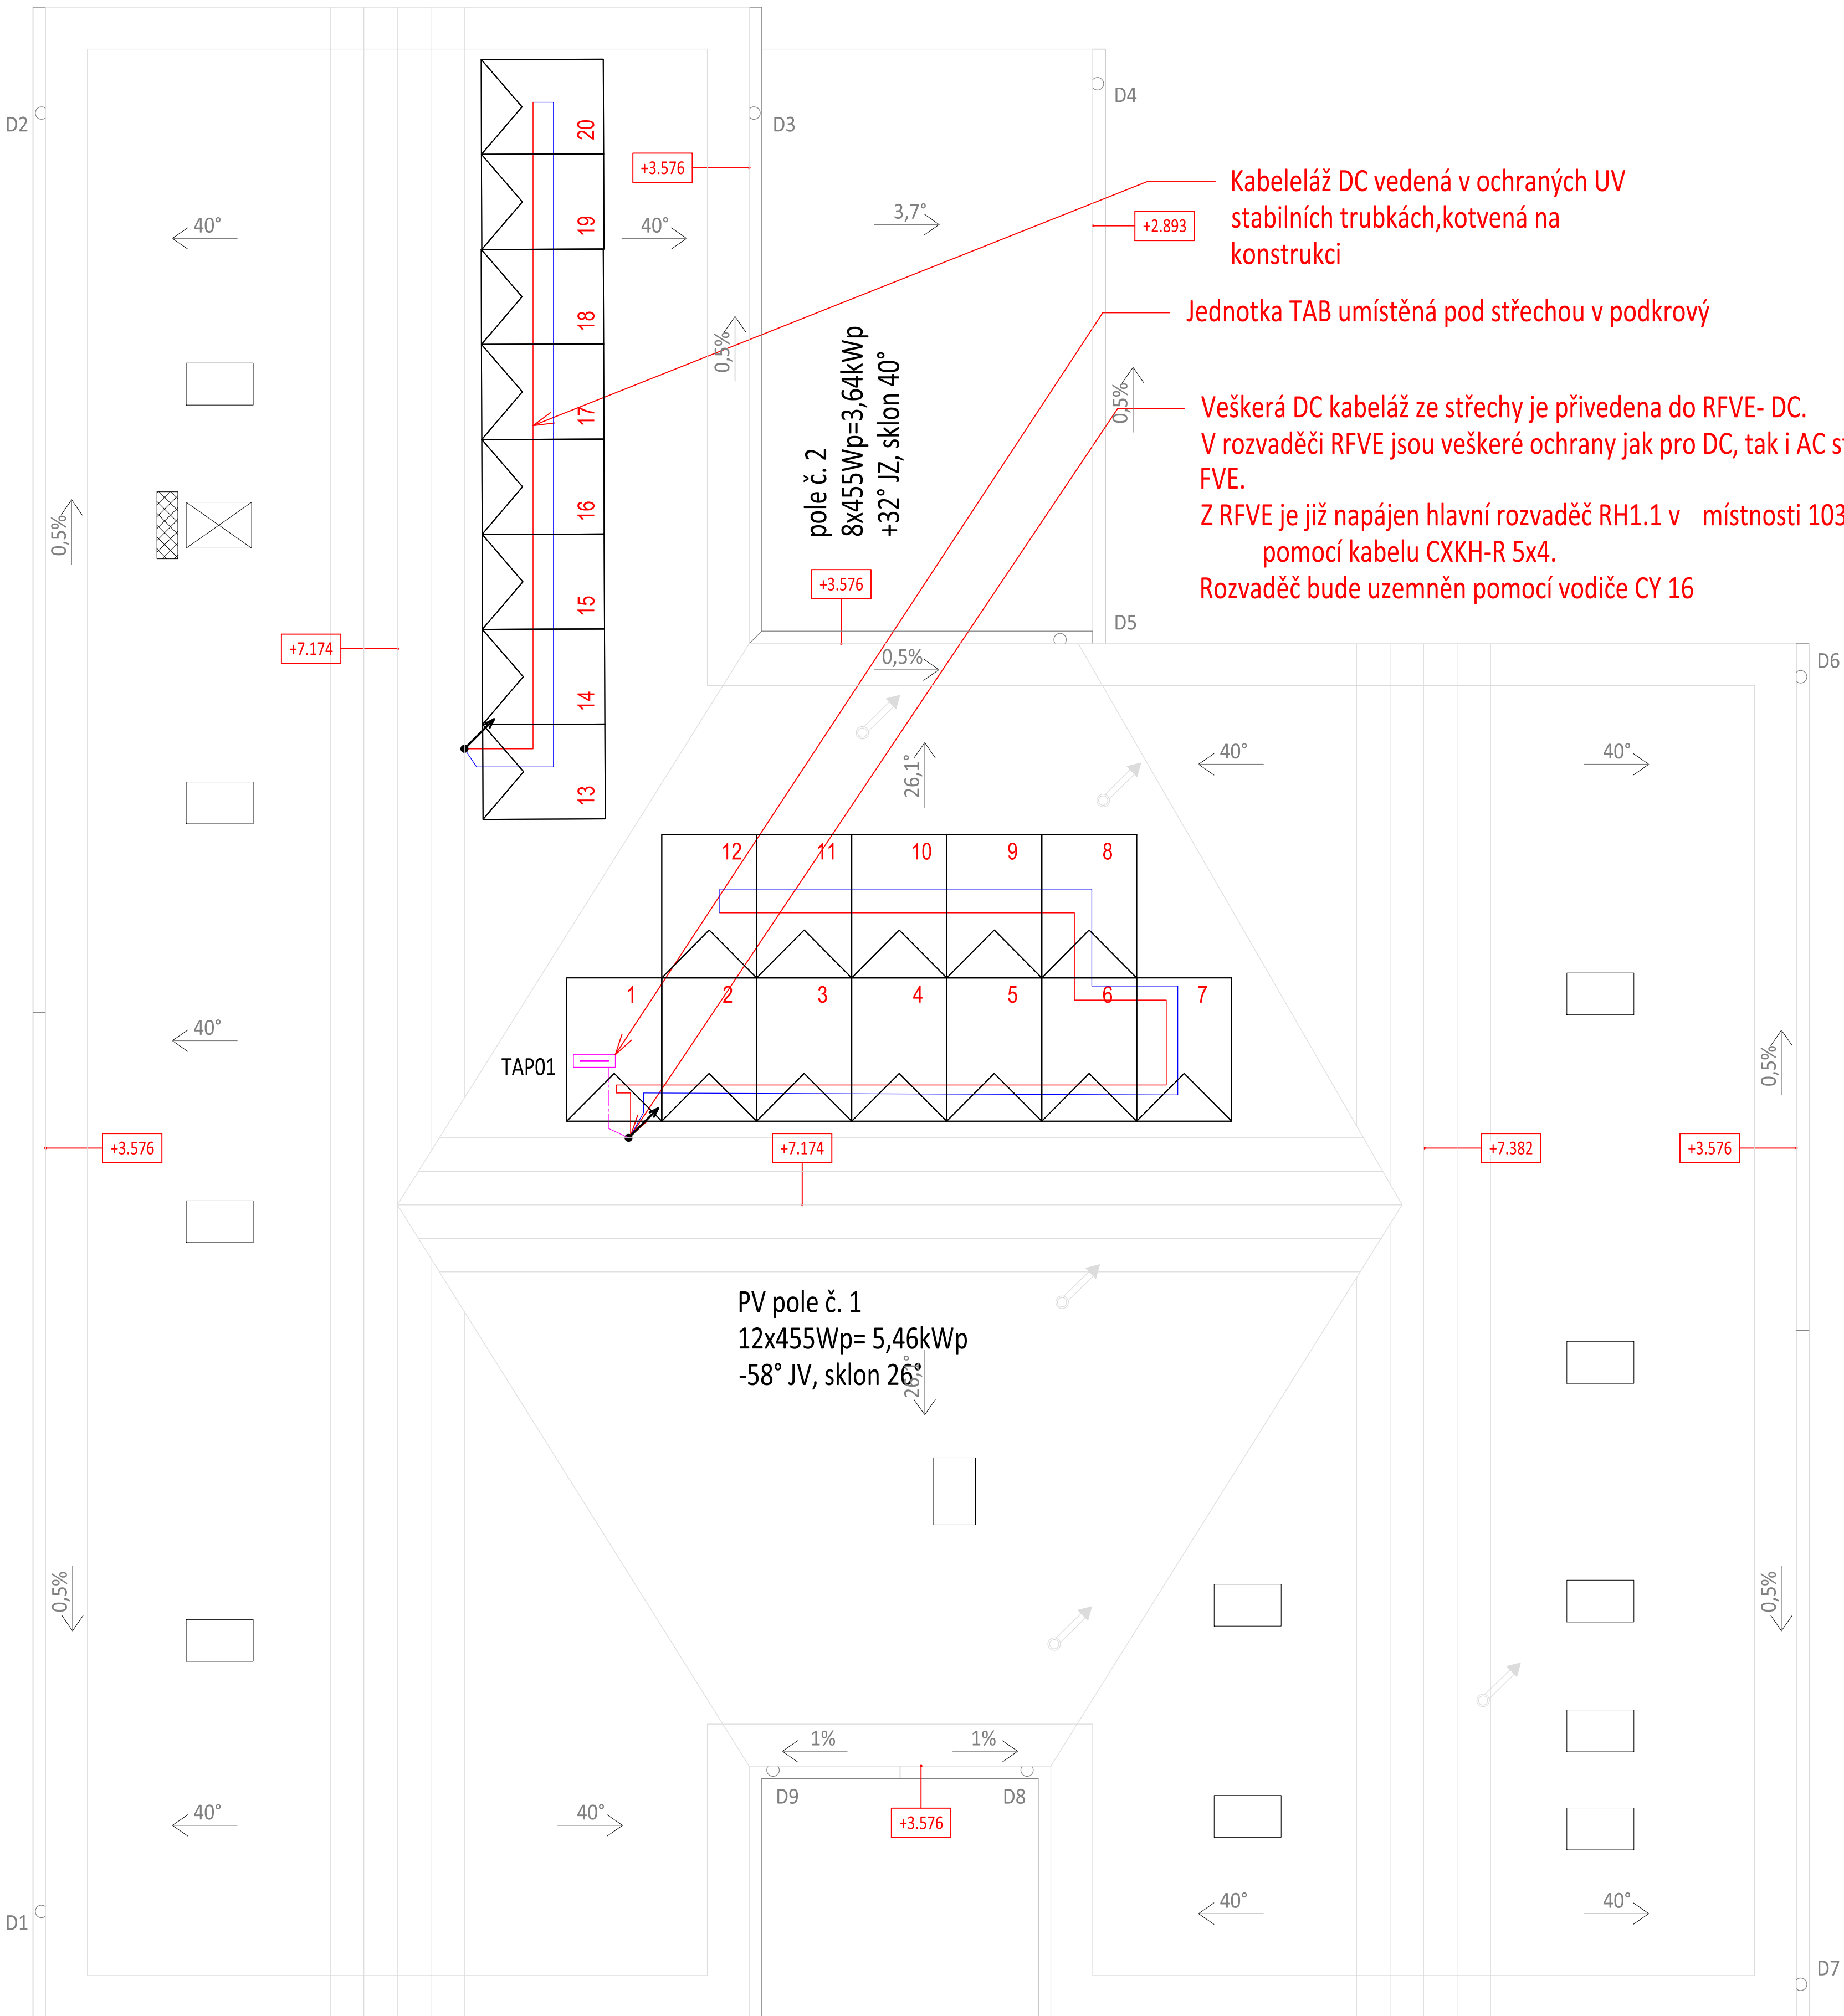 D2
D3
D4
20
+3.576
Kabeleláž DC vedená v ochraných UV
stabilních trubkách,kotvená na
konstrukci
40°
19
40°
3,7°
+2.893
Jednotka TAB umístěná pod střechou v podkrový
18
0,5%
pole č. 2
8x455Wp=3,64kWp
+32° JZ, sklon 40°
0,5%
17
Veškerá DC kabeláž ze střechy je přivedena do RFVE- DC.
V rozvaděči RFVE jsou veškeré ochrany jak pro DC, tak i AC
FVE.
Z RFVE je již napájen hlavní rozvaděč RH1.1 v místnosti 103
pomocí kabelu CXKH-R 5x4.
Rozvaděč bude uzemněn pomocí vodiče CY 16
0,5%
16
+3.576
15
D5
+7.174
0,5%
D6
14
40°
40°
26,1°
13
12
11
10
9
8
1
2
3
4
5
6
7
40°
TAP01
0,5%
+3.576
+7.174
+7.382
+3.576
PV pole č. 1
12x455Wp= 5,46kWp
-58° JV, sklon 26°
26,1°
0,5%
0,5%
1%
1%
D9
D8
40°
40°
+3.576
40°
40°
D1
D7